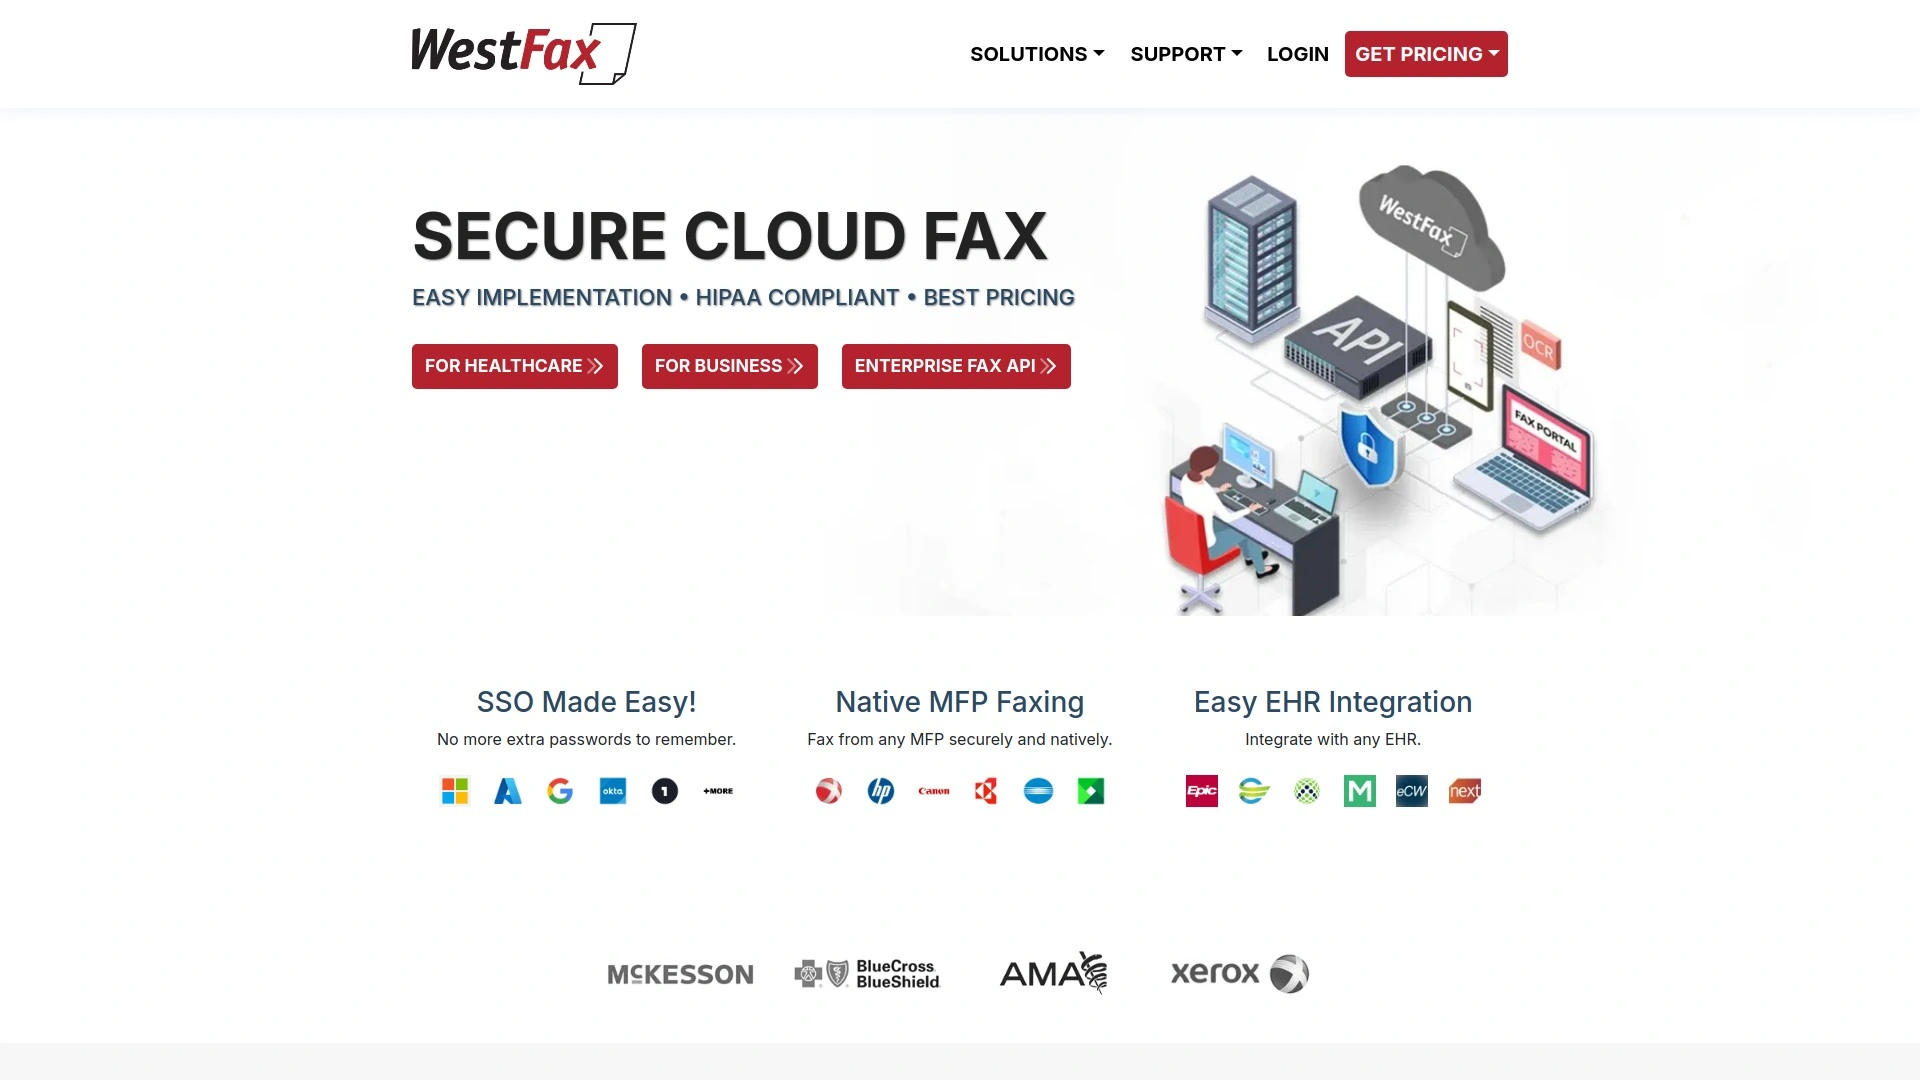 WestFax
SOLUTIONS
SUPPORT
LOGIN
GET PRICING
SECURE CLOUD FAX
EASY IMPLEMENTATION • HIPAA COMPLIANT • BEST PRICING
FOR HEALTHCARE
FOR BUSINESS
ENTERPRISE FAX API
WestFax
API
OCR
FAX PORTAL
SSO Made Easy!
No more extra passwords to remember.
okta
1
+MORE
Native MFP Faxing
Fax from any MFP securely and natively.
hp
Canon
Easy EHR Integration
Integrate with any EHR.
Epic
M
eCW
next
McKESSON
BlueCross
BlueShield
AMA
xerox